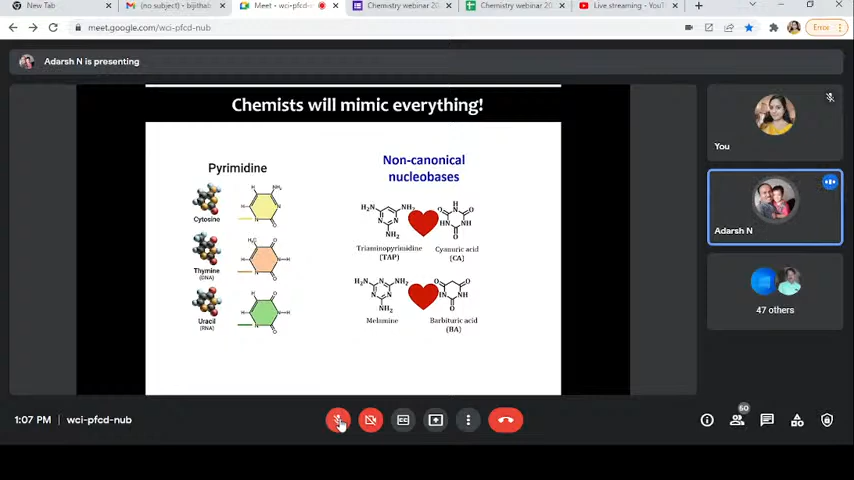 New Tab
(no subject) - bijithab
Meet - wci-pfcd-nu
Chemistry webinar 20
Chemistry webinar 20
Live streaming - YouT
meet.google.com/wci-pfcd-nub
Error
Adarsh N is presenting
Chemists will mimic everything!
Pyrimidine
Cytosine
Thymine
(DNA)
Uracil
(RNA)
Non-canonical
nucleobases
Triaminopyrimidine
(TAP)
Cyanuric acid
(CA)
Melamine
Barbituric acid
(BA)
You
Adarsh N
47 others
1:07 PM | wci-pfcd-nub
60